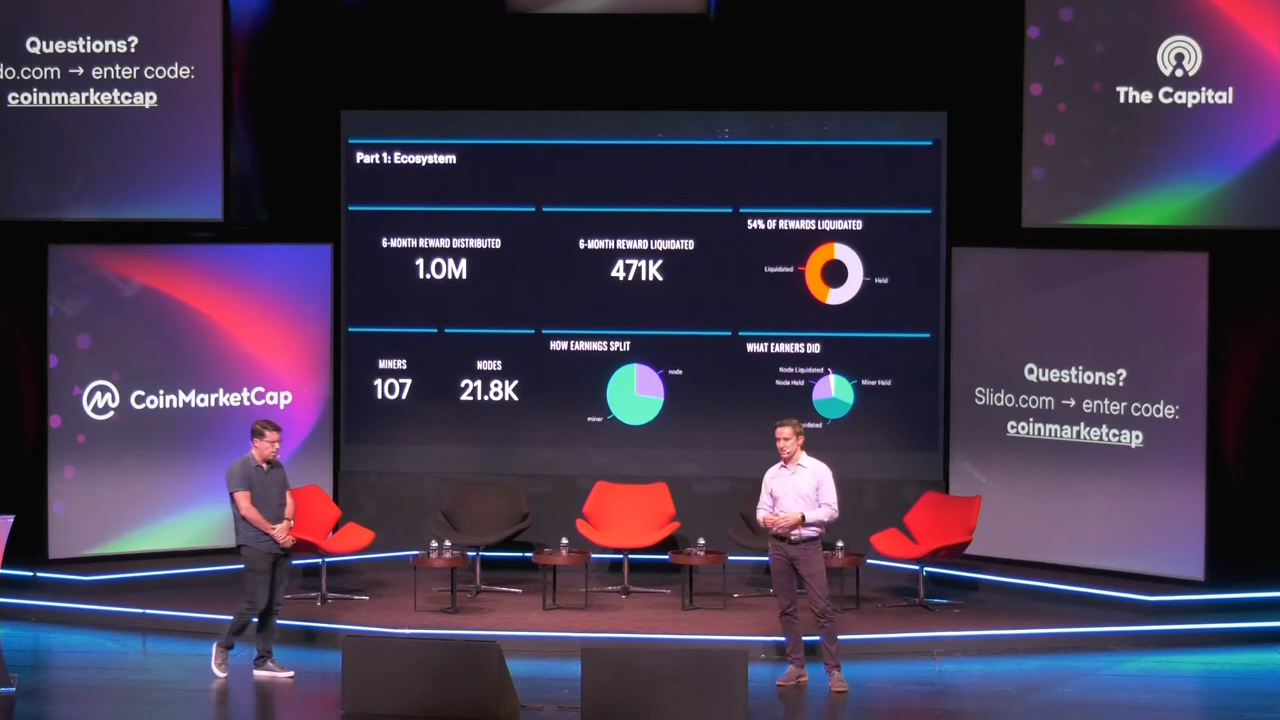 Questions?
do.com → enter code:
coinmarketcap
The Capital
Part 1: Ecosystem
6-MONTH REWARD DISTRIBUTED
1.0M
6-MONTH REWARD LIQUIDATED
471K
54% OF REWARDS LIQUIDATED
Liquidated
Held
MINERS
107
NODES
21.8K
HOW EARNINGS SPLIT
node
miner
WHAT EARNERS DID
Node Liquidated
Node Held
Miner Held
uidated
CoinMarketCap
Questions?
Slido.com → enter code:
coinmarketcap